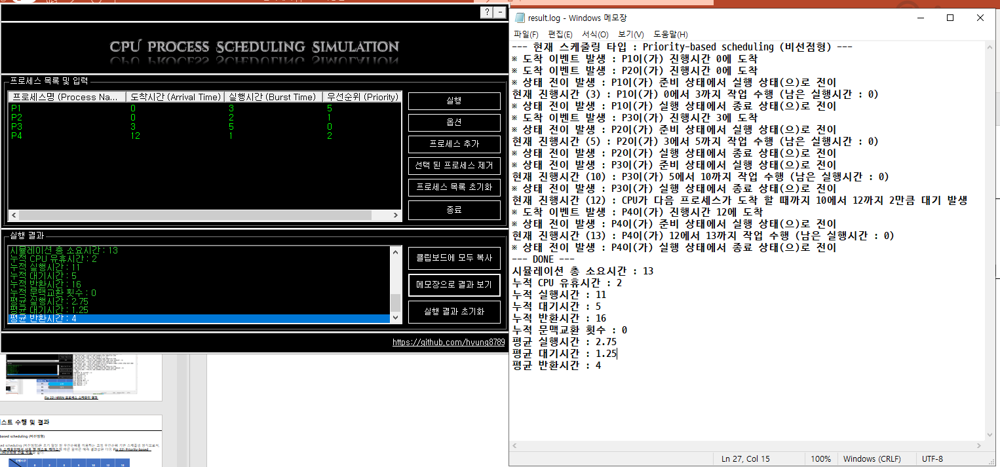 ? -
CPU PROCESS SCHEDULING SIMULATION
프로세스 목록 및 입력
프로세스명 (Process Na... 도착시간 (Arrival Time) 실행시간 (Burst Time) 우선순위 (Priority)
P1 0 3 5
P2 0 2 1
P3 3 5 0
P4 12 1 2
실행
옵션
프로세스 추가
선택 된 프로세스 제거
프로세스 목록 초기화
종료
실행 결과
시뮬레이션 총 소요시간 : 13
누적 CPU 유휴시간 : 2
누적 실행시간 : 11
누적 대기시간 : 5
누적 반환시간 : 16
누적 문맥교환 횟수 : 0
평균 실행시간 : 2.75
평균 대기시간 : 1.25
평균 반환시간 : 4
클립보드에 모두 복사
메모장으로 결과 보기
실행 결과 초기화
https://github.com/hyung8789
Fig 22) HRRN 프로세스 스케줄링 결과
스트 수행 및 결과
based scheduling (비선점형)
result.log - Windows 메모장
파일(F) 편집(E) 서식(O) 보기(V) 도움말(H)
--- 현재 스케줄링 타입 : Priority-based scheduling (비선점형) ---
※ 도착 이벤트 발생 : P1이(가) 진행시간 0에 도착
※ 도착 이벤트 발생 : P2이(가) 진행시간 0에 도착
※ 상태 전이 발생 : P1이(가) 준비 상태에서 실행 상태(으)로 전이
현재 진행시간 (3) : P1이(가) 0에서 3까지 작업 수행 (남은 실행시간 : 0)
※ 상태 전이 발생 : P1이(가) 실행 상태에서 종료 상태(으)로 전이
※ 도착 이벤트 발생 : P3이(가) 진행시간 3에 도착
※ 상태 전이 발생 : P2이(가) 준비 상태에서 실행 상태(으)로 전이
현재 진행시간 (5) : P2이(가) 3에서 5까지 작업 수행 (남은 실행시간 : 0)
※ 상태 전이 발생 : P2이(가) 실행 상태에서 종료 상태(으)로 전이
※ 상태 전이 발생 : P3이(가) 준비 상태에서 실행 상태(으)로 전이
현재 진행시간 (10) : P3이(가) 5에서 10까지 작업 수행 (남은 실행시간 : 0)
※ 상태 전이 발생 : P3이(가) 실행 상태에서 종료 상태(으)로 전이
현재 진행시간 (12) : CPU가 다음 프로세스가 도착 할 때까지 10에서 12까지 2만큼 대기 발생
※ 도착 이벤트 발생 : P4이(가) 진행시간 12에 도착
※ 상태 전이 발생 : P4이(가) 준비 상태에서 실행 상태(으)로 전이
현재 진행시간 (13) : P4이(가) 12에서 13까지 작업 수행 (남은 실행시간 : 0)
※ 상태 전이 발생 : P4이(가) 실행 상태에서 종료 상태(으)로 전이
--- DONE ---
시뮬레이션 총 소요시간 : 13
누적 CPU 유휴시간 : 2
누적 실행시간 : 11
누적 대기시간 : 5
누적 반환시간 : 16
누적 문맥교환 횟수 : 0
평균 실행시간 : 2.75
평균 대기시간 : 1.25
평균 반환시간 : 4
Ln 27, Col 15 100% Windows (CRLF) UTF-8